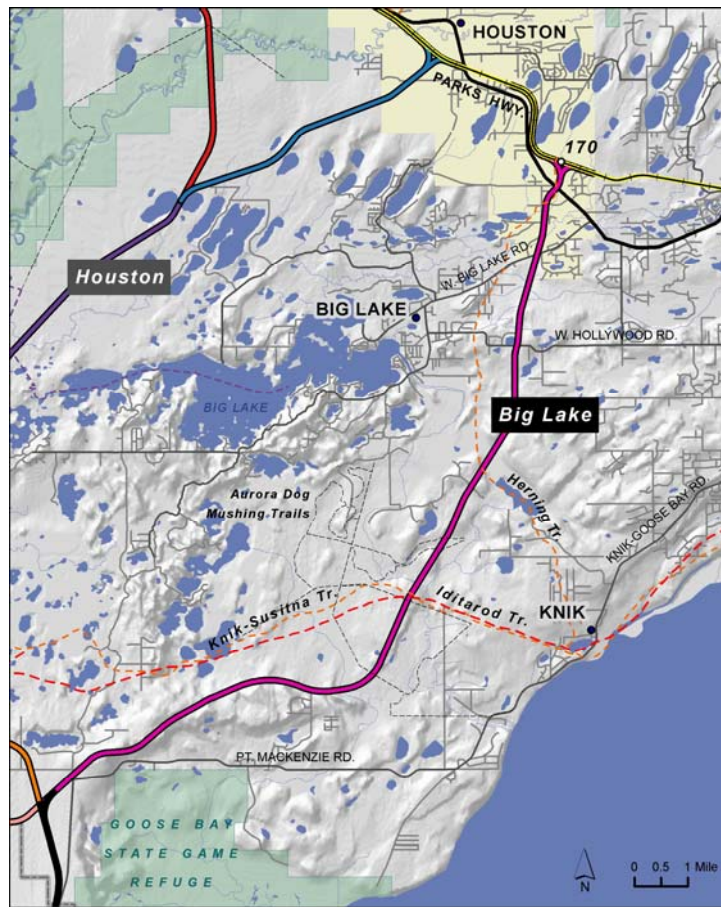 HOUSTON
PARKS HWY.
170
Houston
W. BIG LAKE RD.
BIG LAKE
W. HOLLYWOOD RD.
BIG LAKE
Big Lake
Aurora Dog
Mushing Trails
Herning Tr.
KNIK-GOOSE BAY RD
Knik-Susitna Tr.
Iditarod Tr.
KNIK
PT. MACKENZIE RD.
GOOSE BAY
STATE GAME
REFUGE
N
0 0.5 1 Mile